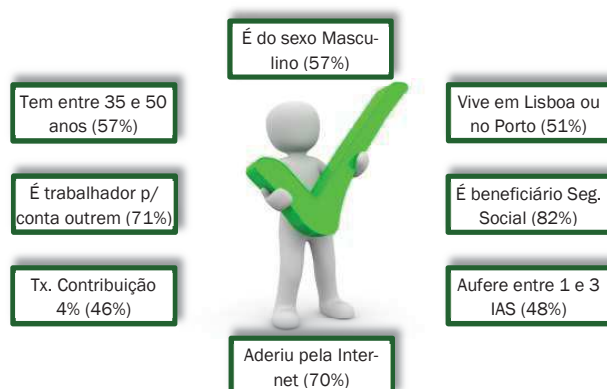 É do sexo Mascu-
lino (57%)
Tem entre 35 e 50
anos (57%)
Vive em Lisboa ou
no Porto (51%)
É trabalhador p/
conta outrem (71%)
É beneficiário Seg.
Social (82%)
Tx. Contribuição
4% (46%)
Aufere entre 1 e 3
IAS (48%)
Aderiu pela Inter-
net (70%)